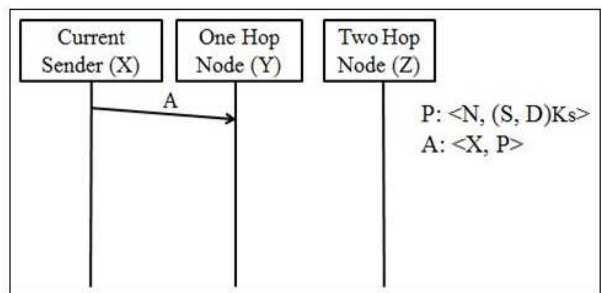 Current
Sender (X)
One Hop
Node (Y)
Two Hop
Node (Z)
A
P: <N, (S, D)Ks>
A: <X, P>